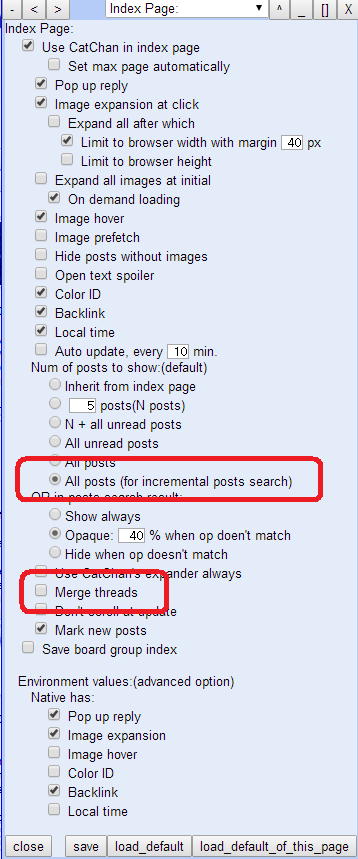 - < > Index Page: ▼ ^ _ [] X
Index Page:
Use CatChan in index page
Set max page automatically
Pop up reply
Image expansion at click
Expand all after which
Limit to browser width with margin 40 px
Limit to browser height
Expand all images at initial
On demand loading
Image hover
Image prefetch
Hide posts without images
Open text spoiler
Color ID
Backlink
Local time
Auto update, every 10 min.
Num of posts to show:(default)
Inherit from index page
5 posts(N posts)
N + all unread posts
All unread posts
All posts
All posts (for incremental posts search)
OP in posts search result:
Show always
Opaque: 40 % when op doen't match
Hide when op doesn't match
Use CatChan's expander always
Merge threads
Don't scroll at update
Mark new posts
Save board group index
Environment values:(advanced option)
Native has:
Pop up reply
Image expansion
Image hover
Color ID
Backlink
Local time
close save load_default load_default_of_this_page